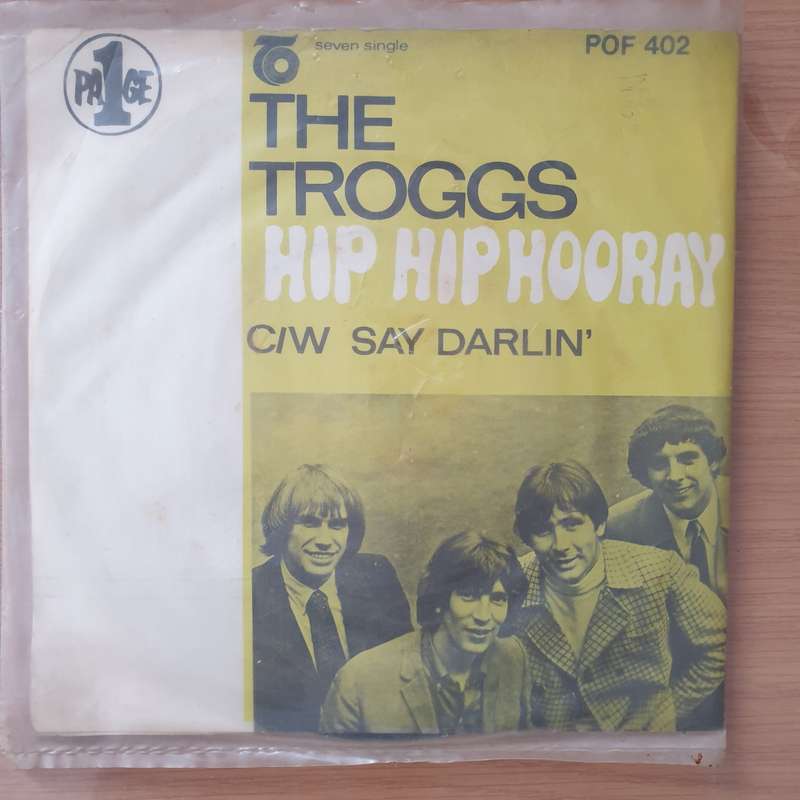 PA1GE
seven single
POF 402
THE
TROGGS
HIP HIP HOORAY
C/W SAY DARLIN'